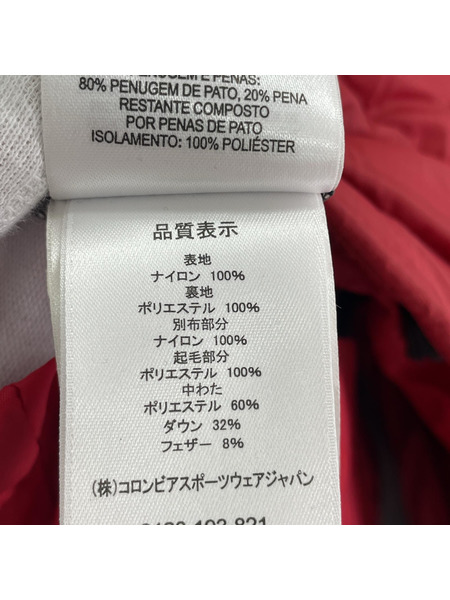 80% PENUGEM DE PATO, 20% PENA
RESTANTE COMPOSTO
POR PENAS DE PATO
ISOLAMENTO: 100% POLIÉSTER
品質表示
表地
ナイロン 100%
裏地
ポリエステル 100%
別布部分
ナイロン 100%
起毛部分
ポリエステル 100%
中わた
ポリエステル 60%
ダウン 32%
フェザー 8%
(株)コロンビアスポーツウェアジャパン